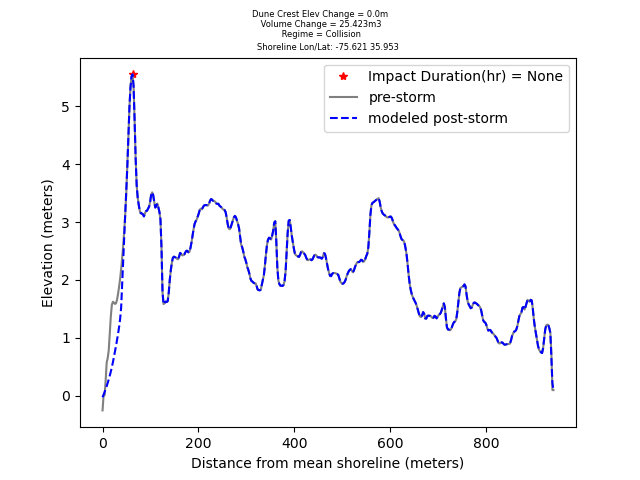 Dune Crest Elev Change = 0.0m
Volume Change = 25.423m3
Regime = Collision
Shoreline Lon/Lat: -75.621 35.953
Impact Duration(hr) = None
pre-storm
modeled post-storm
Elevation (meters)
5
4
3
2
1
0
0 200 400 600 800
Distance from mean shoreline (meters)